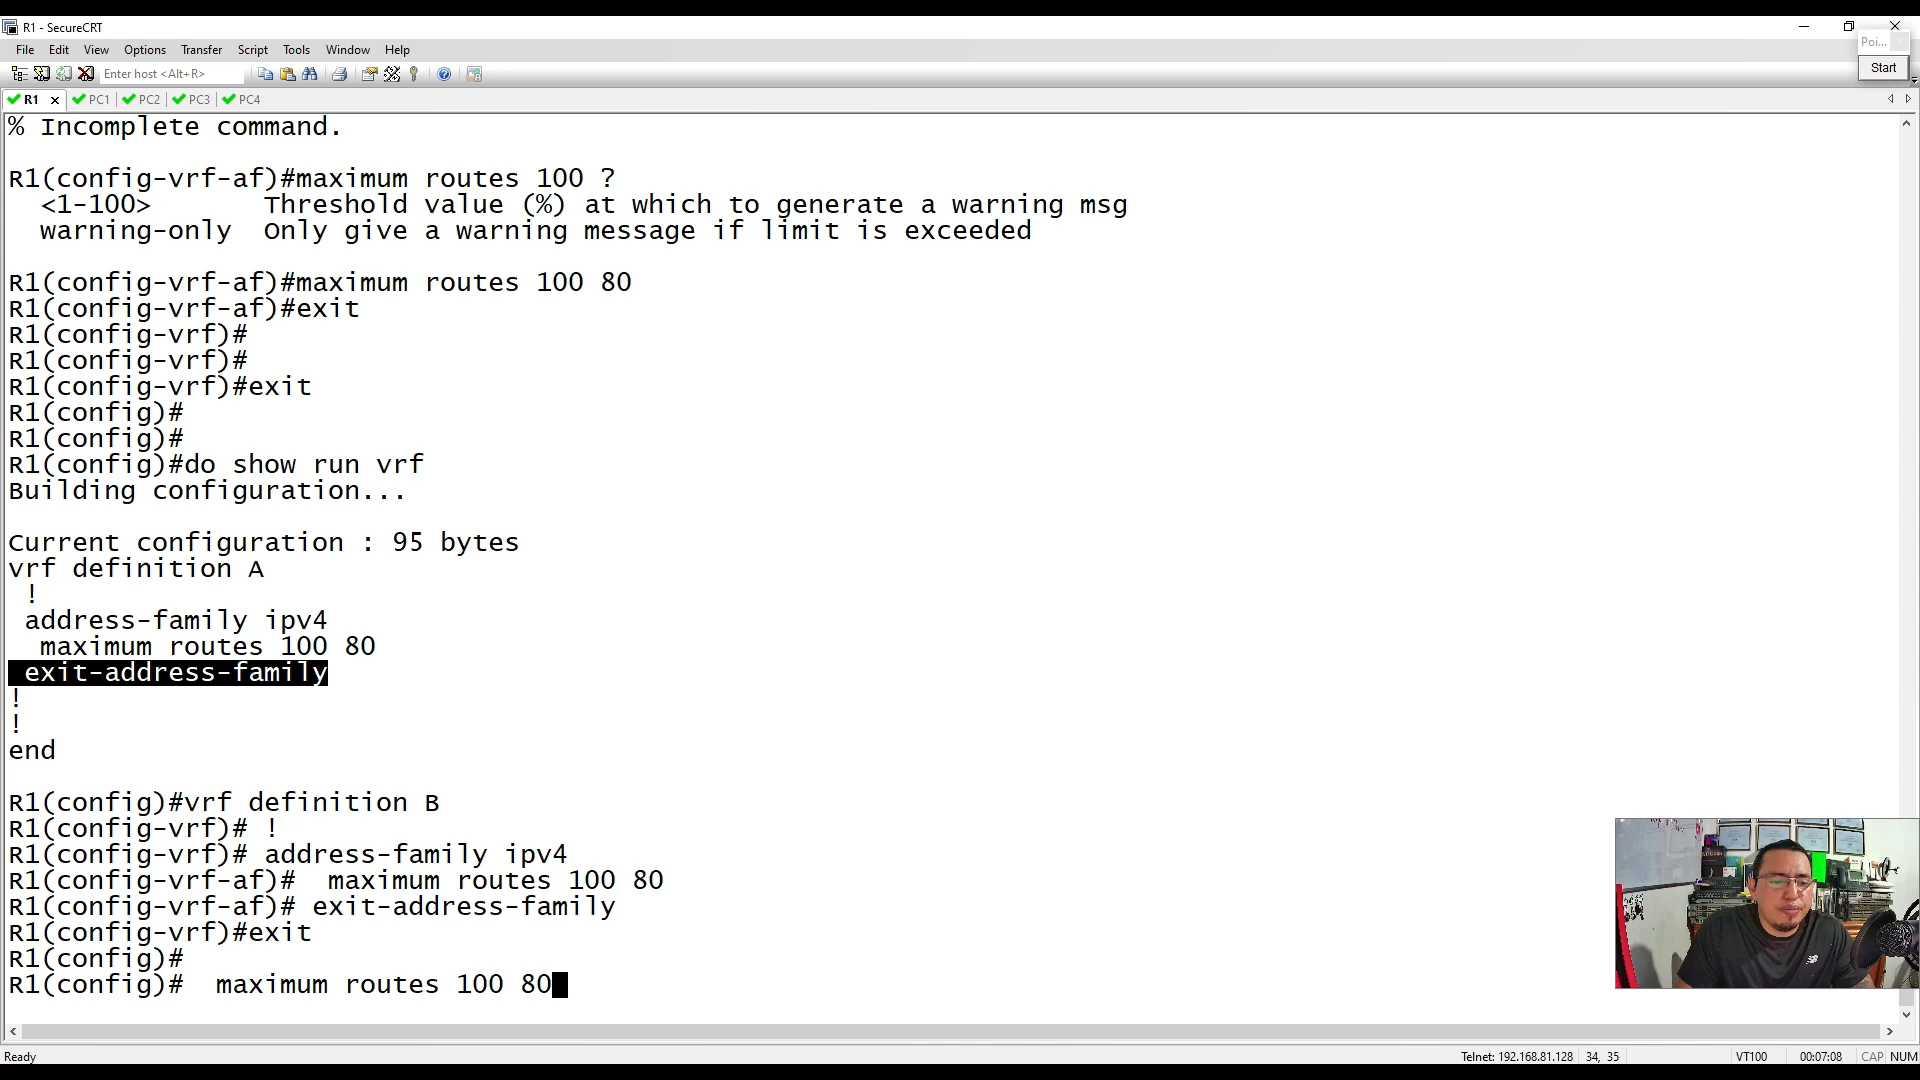 R1 - SecureCRT
File Edit View Options Transfer Script Tools Window Help
Poi...
Enter host <Alt+R>
Start
R1 PC1 PC2 PC3 PC4
% Incomplete command.
R1(config-vrf-af)#maximum routes 100 ?
<1-100> Threshold value (%) at which to generate a warning msg
warning-only Only give a warning message if limit is exceeded
R1(config-vrf-af)#maximum routes 100 80
R1(config-vrf-af)#exit
R1(config-vrf)#
R1(config-vrf)#
R1(config-vrf)#exit
R1(config)#
R1(config)#
R1(config)#do show run vrf
Building configuration...
Current configuration : 95 bytes
vrf definition A
!
address-family ipv4
maximum routes 100 80
exit-address-family
!
!
end
R1(config)#vrf definition B
R1(config-vrf)# !
R1(config-vrf)# address-family ipv4
R1(config-vrf-af)# maximum routes 100 80
R1(config-vrf-af)# exit-address-family
R1(config-vrf)#exit
R1(config)#
R1(config)# maximum routes 100 80
Ready Telnet: 192.168.81.128 34, 35 VT100 00:07:08 CAP NUM